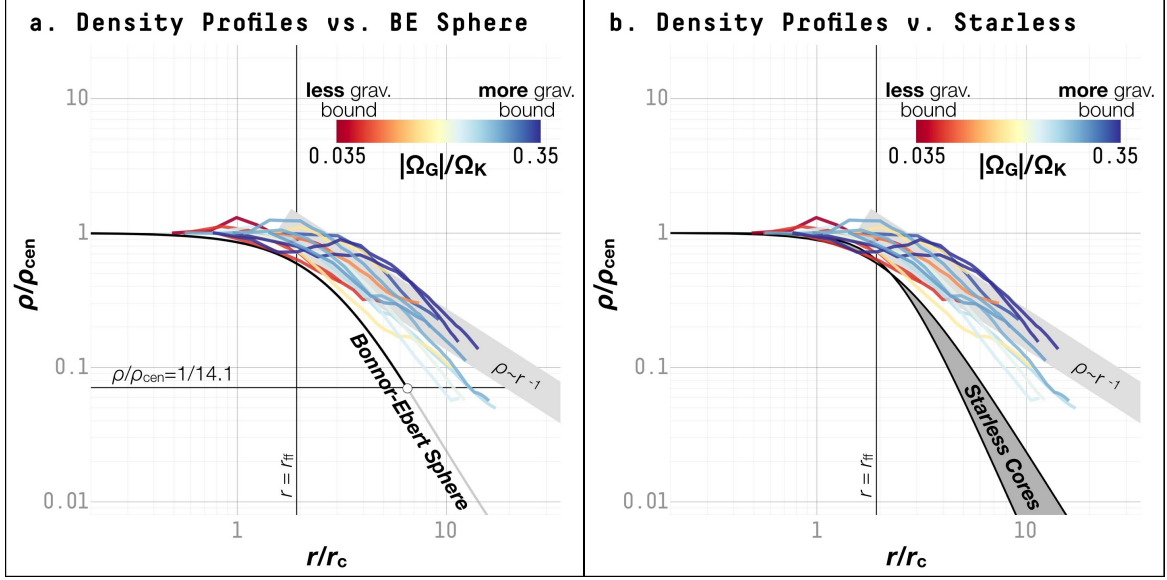 a. Density Profiles vs. BE Sphere
less grav. bound
more grav. bound
0.035
0.35
|ΩG|/ΩK
10
1
0.1
0.01
ρ/ρcen
ρ/ρcen=1/14.1
Bonnor-Ebert Sphere
ρ~r -1
r = rff
1
10
r/rc
b. Density Profiles v. Starless
less grav. bound
more grav. bound
0.035
0.35
|ΩG|/ΩK
10
1
0.1
0.01
ρ/ρcen
Starless Cores
ρ~r -1
r = rff
1
10
r/rc